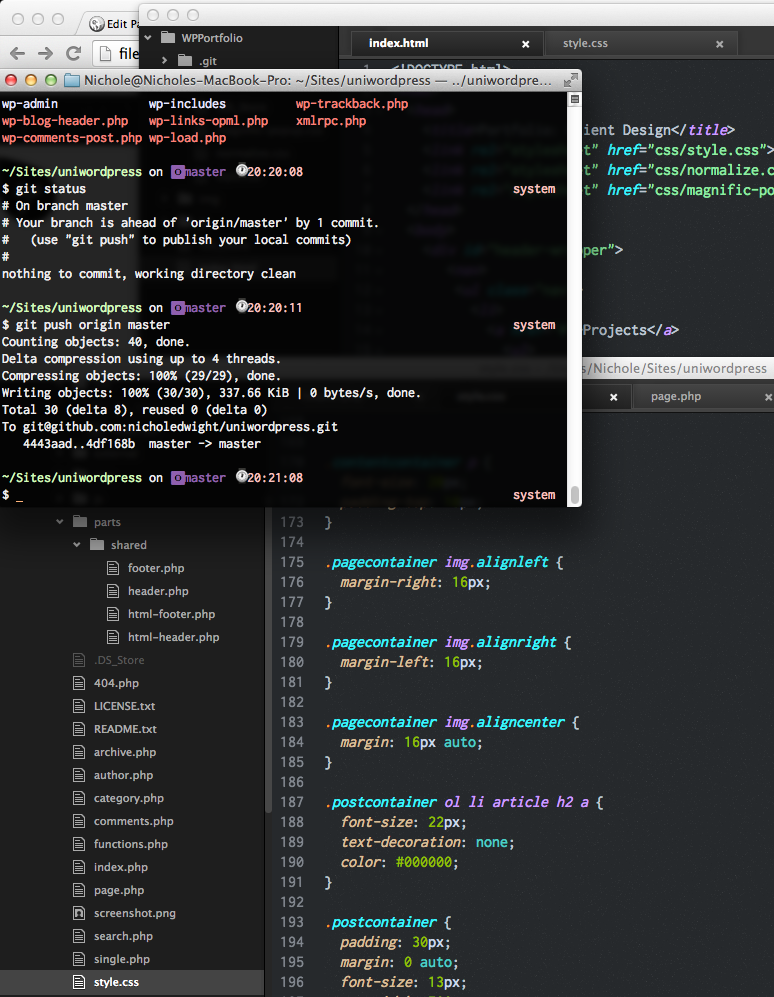 Edit Pa
file
WPPortfolio
.git
index.html
style.css
<!DOCTYPE html>
Nichole@Nicholes-MacBook-Pro: ~/Sites/uniwordpress — ../uniwordpre...
wp-admin wp-includes wp-trackback.php
wp-blog-header.php wp-links-opml.php xmlrpc.php
wp-comments-post.php wp-load.php
~/Sites/uniwordpress on master 20:20:08
$ git status system
# On branch master
# Your branch is ahead of 'origin/master' by 1 commit.
#   (use "git push" to publish your local commits)
#
nothing to commit, working directory clean
~/Sites/uniwordpress on master 20:20:11
$ git push origin master system
Counting objects: 40, done.
Delta compression using up to 4 threads.
Compressing objects: 100% (29/29), done.
Writing objects: 100% (30/30), 337.66 KiB | 0 bytes/s, done.
Total 30 (delta 8), reused 0 (delta 0)
To git@github.com:nicholedwight/uniwordpress.git
   4443aad..4df168b  master -> master
~/Sites/uniwordpress on master 20:21:08
$ _ system
ient Design</title>
t" href="css/style.css">
t" href="css/normalize.c
t" href="css/magnific-po
per">
Projects</a>
s/Nichole/Sites/uniwordpress
page.php
parts
shared
footer.php
header.php
html-footer.php
html-header.php
.DS_Store
404.php
LICENSE.txt
README.txt
archive.php
author.php
category.php
comments.php
functions.php
index.php
page.php
screenshot.png
search.php
single.php
style.css
173 }
174
175 .pagecontainer img.alignleft {
176   margin-right: 16px;
177 }
178
179 .pagecontainer img.alignright {
180   margin-left: 16px;
181 }
182
183 .pagecontainer img.aligncenter {
184   margin: 16px auto;
185 }
186
187 .postcontainer ol li article h2 a {
188   font-size: 22px;
189   text-decoration: none;
190   color: #000000;
191 }
192
193 .postcontainer {
194   padding: 30px;
195   margin: 0 auto;
196   font-size: 13px;